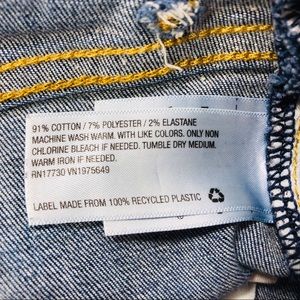 91% COTTON / 7% POLYESTER / 2% ELASTANE
MACHINE WASH WARM. WITH LIKE COLORS. ONLY NON
CHLORINE BLEACH IF NEEDED. TUMBLE DRY MEDIUM.
WARM IRON IF NEEDED.
RN17730 VN1975649
LABEL MADE FROM 100% RECYCLED PLASTIC